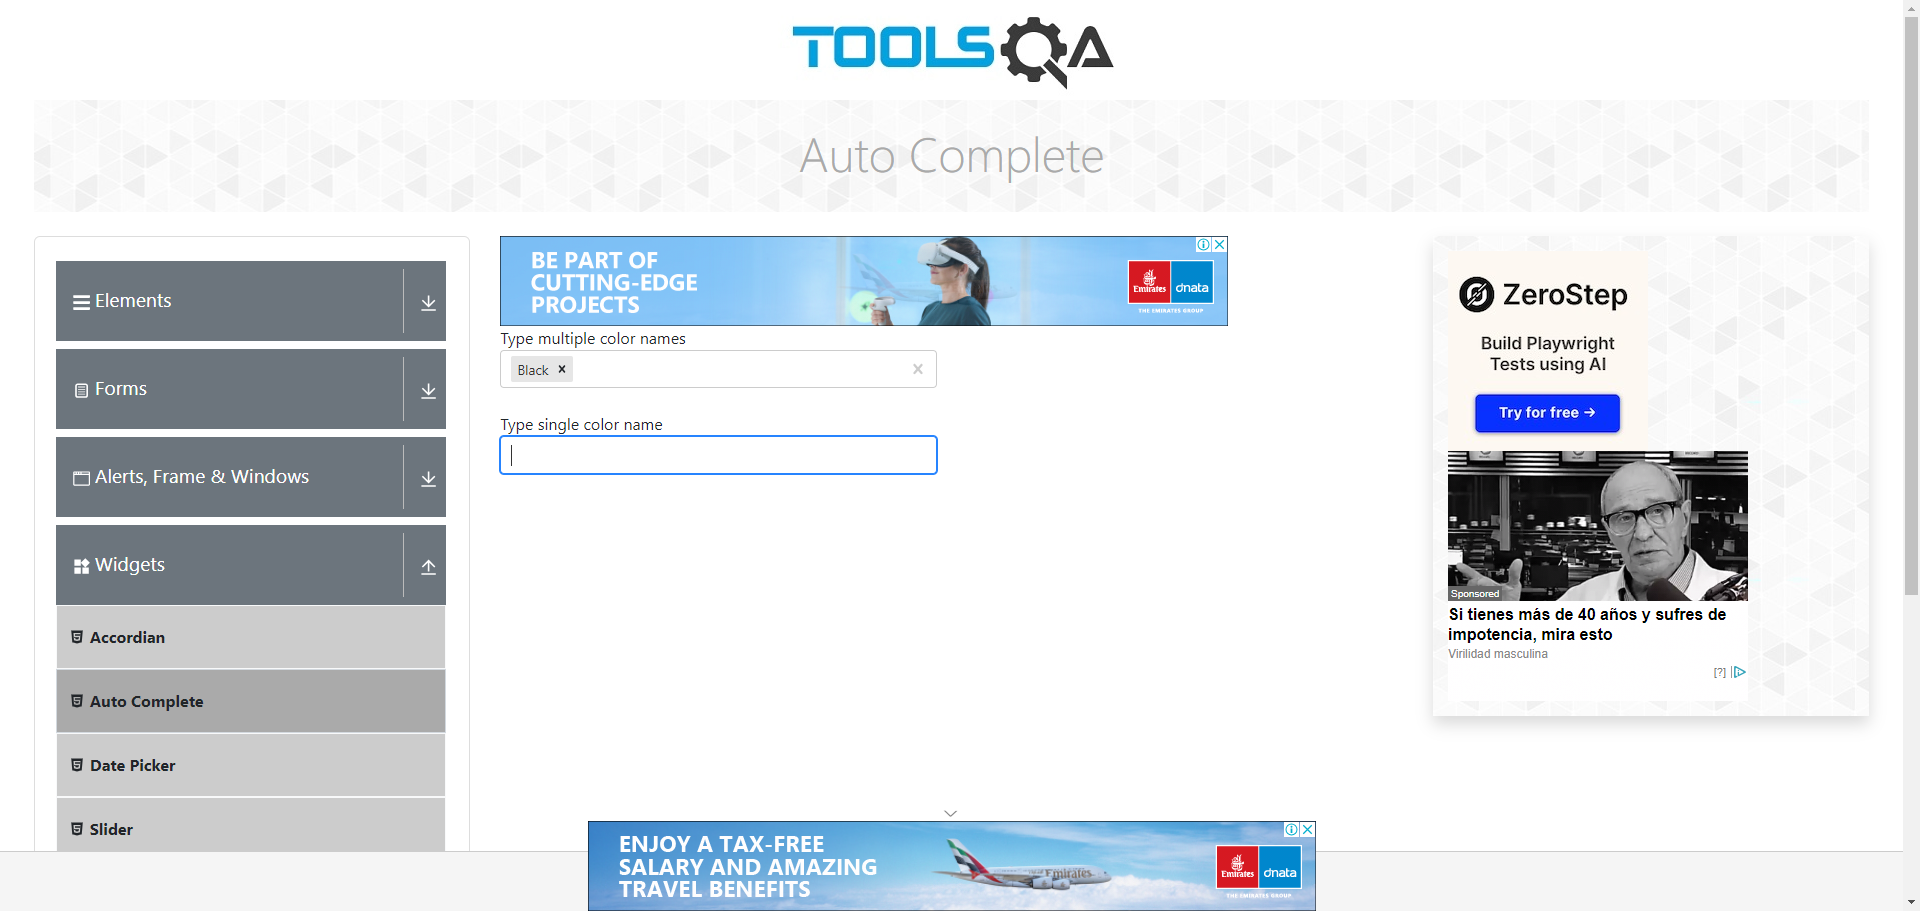 TOOLSQA
Auto Complete
Elements
Forms
Alerts, Frame & Windows
Widgets
Accordian
Auto Complete
Date Picker
Slider
BE PART OF
CUTTING-EDGE
PROJECTS
Emirates
dnata
THE EMIRATES GROUP
Type multiple color names
Black
Type single color name
ZeroStep
Build Playwright
Tests using AI
Try for free →
Sponsored
Si tienes más de 40 años y sufres de
impotencia, mira esto
Virilidad masculina
[?]
ENJOY A TAX-FREE
SALARY AND AMAZING
TRAVEL BENEFITS
Emirates
Emirates
dnata
THE EMIRATES GROUP